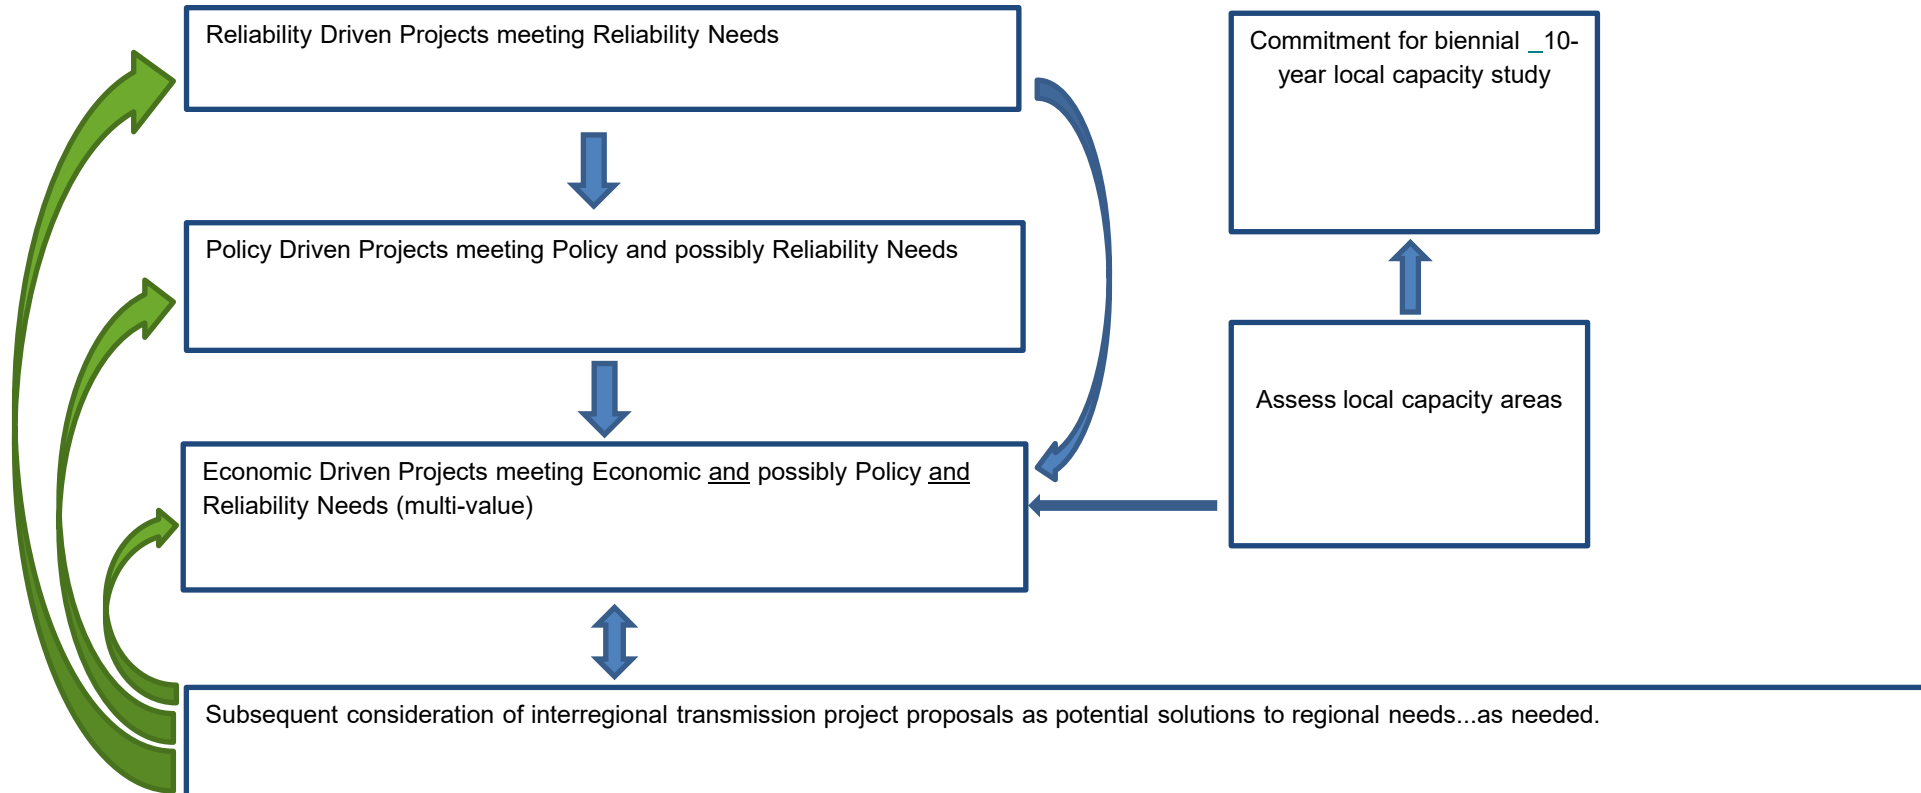 Reliability Driven Projects meeting Reliability Needs
Commitment for biennial _10-
year local capacity study
Policy Driven Projects meeting Policy and possibly Reliability Needs
Assess local capacity areas
Economic Driven Projects meeting Economic and possibly Policy and
Reliability Needs (multi-value)
Subsequent consideration of interregional transmission project proposals as potential solutions to regional needs...as needed.